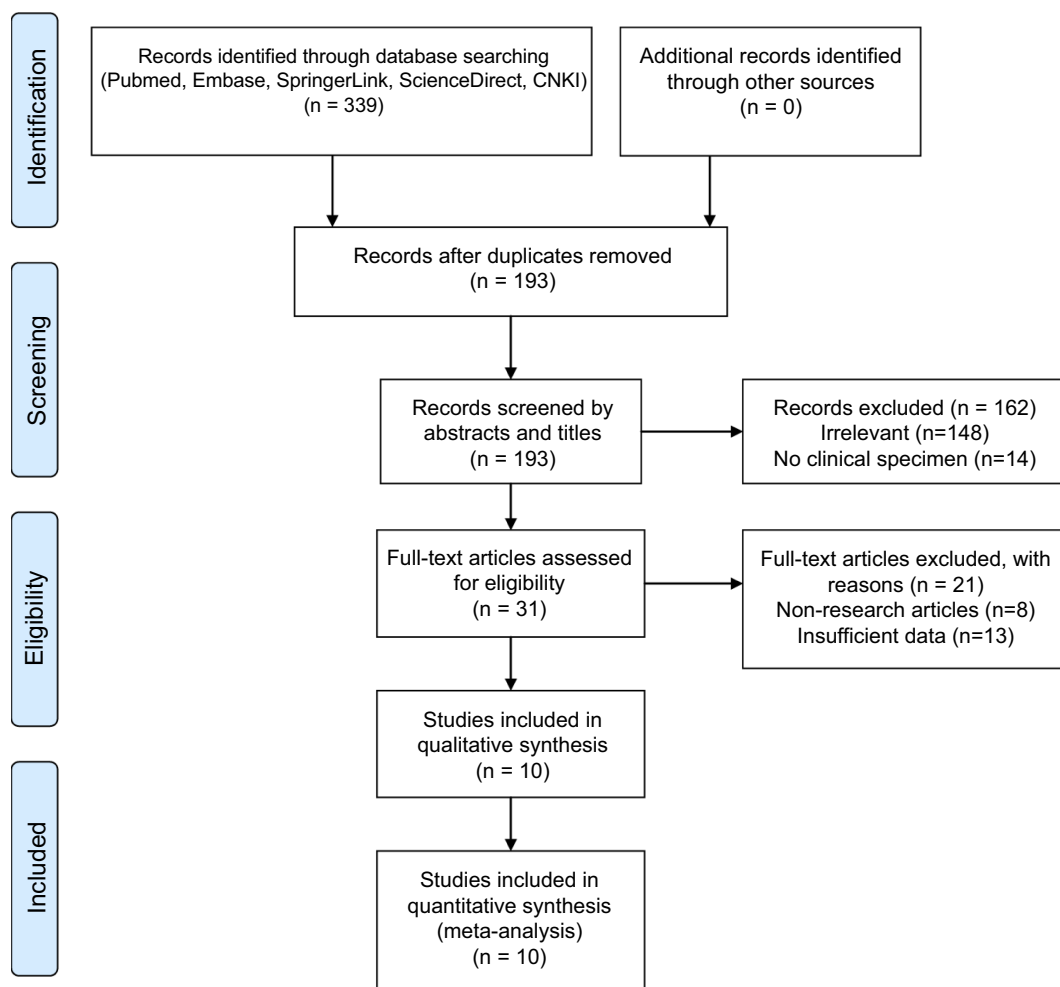 Identification
Records identified through database searching
(Pubmed, Embase, SpringerLink, ScienceDirect, CNKI)
(n = 339)
Additional records identified
through other sources
(n = 0)
Records after duplicates removed
(n = 193)
Screening
Records screened by
abstracts and titles
(n = 193)
Records excluded (n = 162)
Irrelevant (n=148)
No clinical specimen (n=14)
Eligibility
Full-text articles assessed
for eligibility
(n = 31)
Full-text articles excluded, with
reasons (n = 21)
Non-research articles (n=8)
Insufficient data (n=13)
Studies included in
qualitative synthesis
(n = 10)
Included
Studies included in
quantitative synthesis
(meta-analysis)
(n = 10)